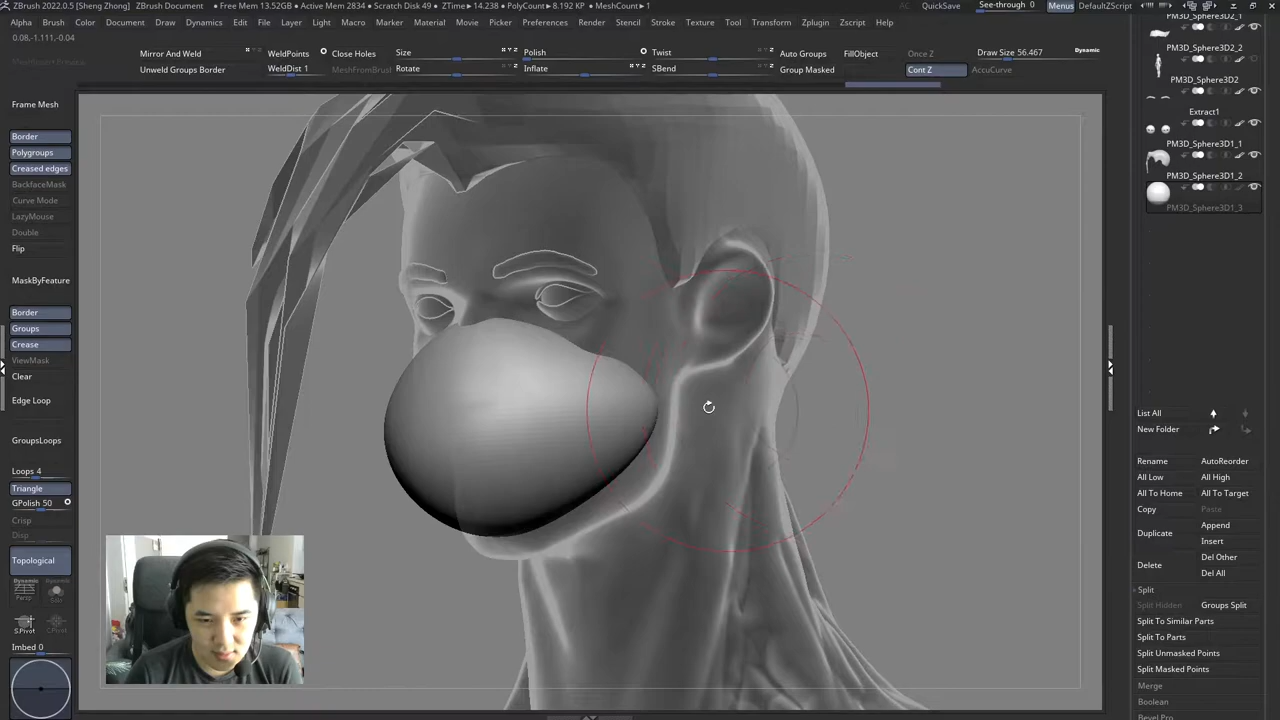 ZBrush 2022.0.5 [Sheng Zhong] ZBrush Document • Free Mem 13.52GB • Active Mem 2834 • Scratch Disk 49 • ZTime▸14.238 • PolyCount▸8.192 KP • MeshCount▸1
AC QuickSave See-through 0 Menus DefaultZScript
Alpha Brush Color Document Draw Dynamics Edit File Layer Light Macro Marker Material Movie Picker Preferences Render Stencil Stroke Texture Tool Transform Zplugin Zscript Help
0.08,-1.111,-0.04
Mirror And Weld
Unweld Groups Border
WeldPoints
WeldDist 1
Close Holes
MeshFromBrush
Size
Rotate
Polish
Inflate
Twist
SBend
Auto Groups
Group Masked
FillObject
Once Z
Cont Z
Draw Size 56.467
Dynamic
AccuCurve
Frame Mesh
Border
Polygroups
Creased edges
BackfaceMask
Curve Mode
LazyMouse
Double
Flip
MaskByFeature
Border
Groups
Crease
ViewMask
Clear
Edge Loop
GroupsLoops
Loops 4
Triangle
GPolish 50
Crisp
Disp
Topological
Dynamic
Persp
Solo
S.Pivot
C.Pivot
Imbed 0
PM3D_Sphere3D2_1
PM3D_Sphere3D2_2
PM3D_Sphere3D2
Extract1
PM3D_Sphere3D1_1
PM3D_Sphere3D1_2
PM3D_Sphere3D1_3
List All
New Folder
Rename AutoReorder
All Low All High
All To Home All To Target
Copy Paste
Duplicate Append
Insert
Delete Del Other
Del All
Split
Split Hidden Groups Split
Split To Similar Parts
Split To Parts
Split Unmasked Points
Split Masked Points
Merge
Boolean
Bevel Pro